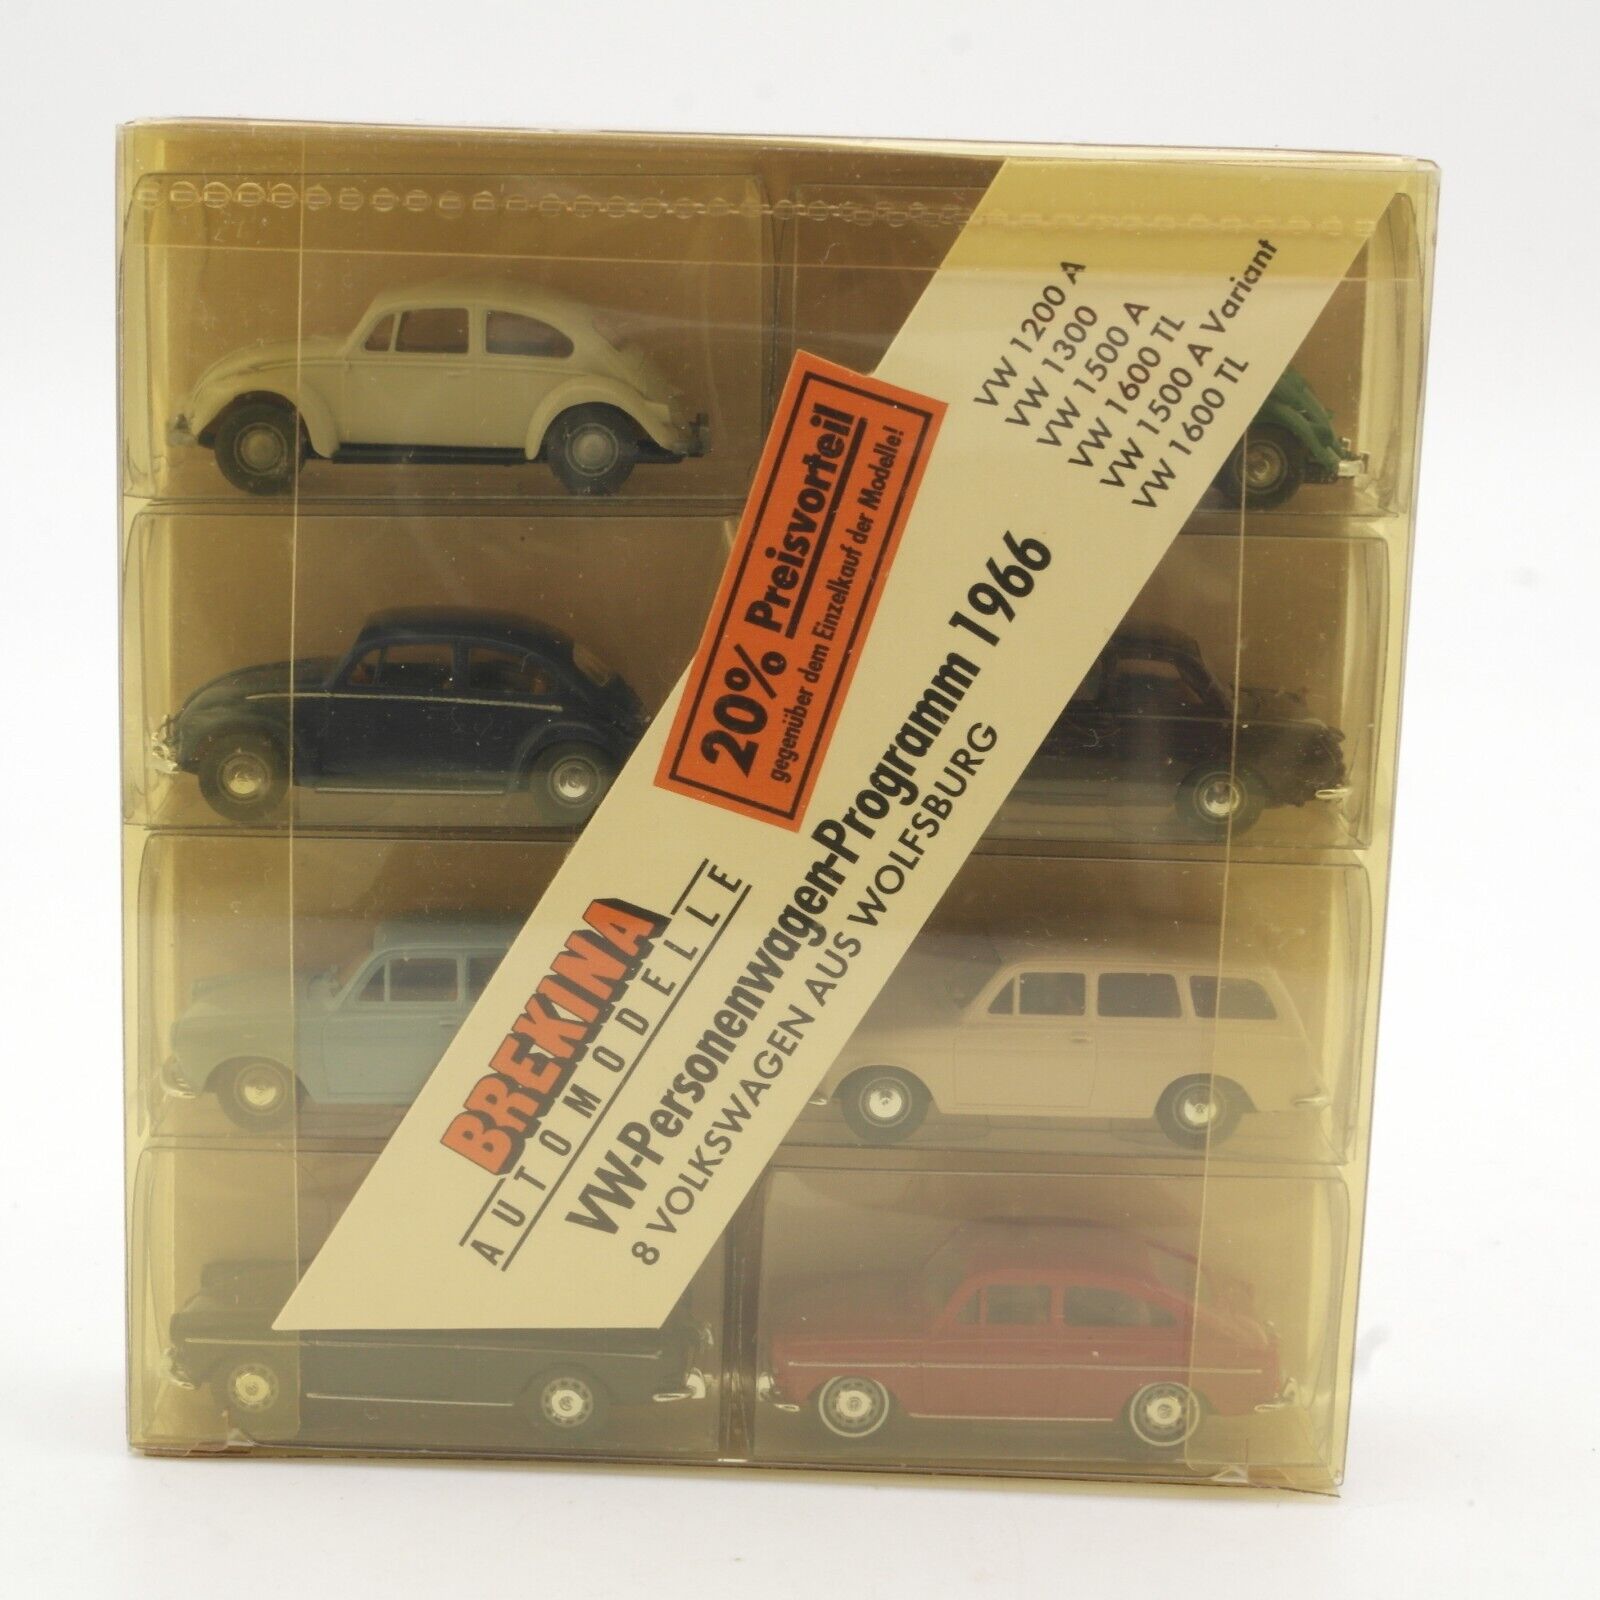 VW 1200 A
VW 1300
VW 1500 A
VW 1600 TL
VW 1500 A Variant
VW 1600 TL
20% Preisvorteil
gegenüber dem Einzelkauf der Modelle!
BREKINA
AUTOMODELLE
VW-Personenwagen-Programm 1966
8 VOLKSWAGEN AUS WOLFSBURG